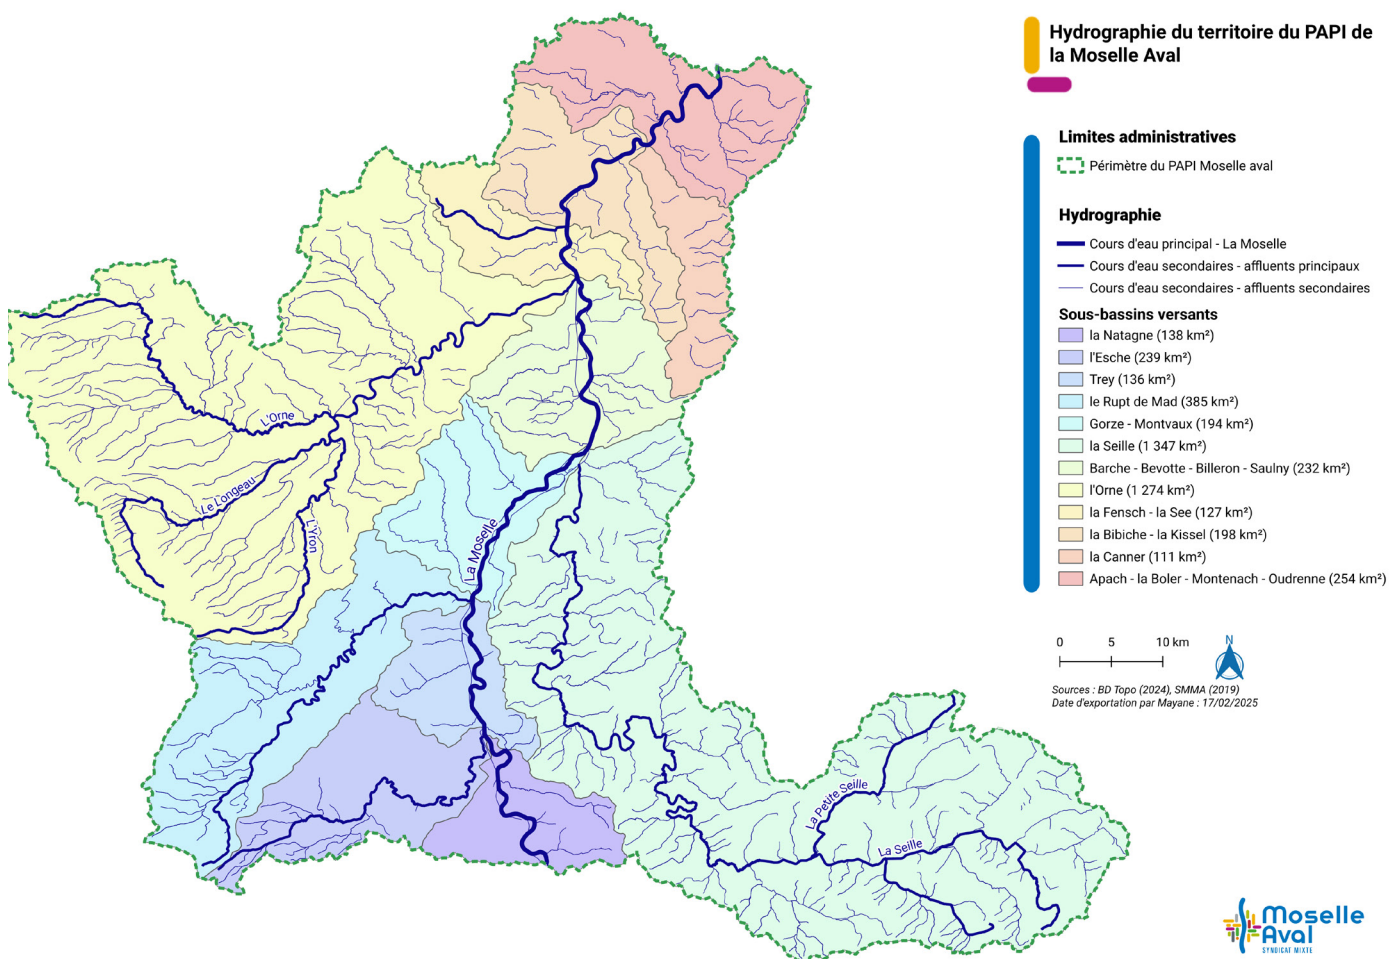 Hydrographie du territoire du PAPI de
la Moselle Aval
Limites administratives
Périmètre du PAPI Moselle aval
Hydrographie
Cours d'eau principal - La Moselle
Cours d'eau secondaires - affluents principaux
Cours d'eau secondaires - affluents secondaires
Sous-bassins versants
la Natagne (138 km²)
l'Esche (239 km²)
Trey (136 km²)
le Rupt de Mad (385 km²)
Gorze - Montvaux (194 km²)
la Seille (1 347 km²)
Barche - Bevotte - Billeron - Saulny (232 km²)
l'Orne (1 274 km²)
la Fensch - la See (127 km²)
la Bibiche - la Kissel (198 km²)
la Canner (111 km²)
Apach - la Boler - Montenach - Oudrenne (254 km²)
0 5 10 km
N
Sources : BD Topo (2024), SMMA (2019)
Date d'exportation par Mayane : 17/02/2025
L'Orne
Le Longeau
L'Yron
La Moselle
La Petite Seille
La Seille
Moselle
Aval
SYNDICAT MIXTE